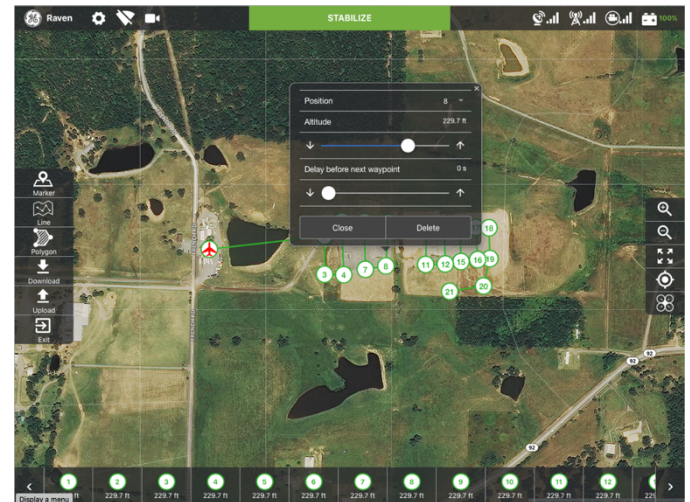 Raven
STABILIZE
100%
Position 8
Altitude 229.7 ft
Delay before next waypoint 0 s
Close Delete
Marker
Line
Polygon
Download
Upload
Exit
18
3 4 7 8 11 12 15 16 19
21 20
92
92
92
1 2 3 4 5 6 7 8 9 10 11 12
ft 229.7 ft 229.7 ft 229.7 ft 229.7 ft 229.7 ft 229.7 ft 229.7 ft 229.7 ft 229.7 ft 229.7 ft 229.7 ft
Display a menu